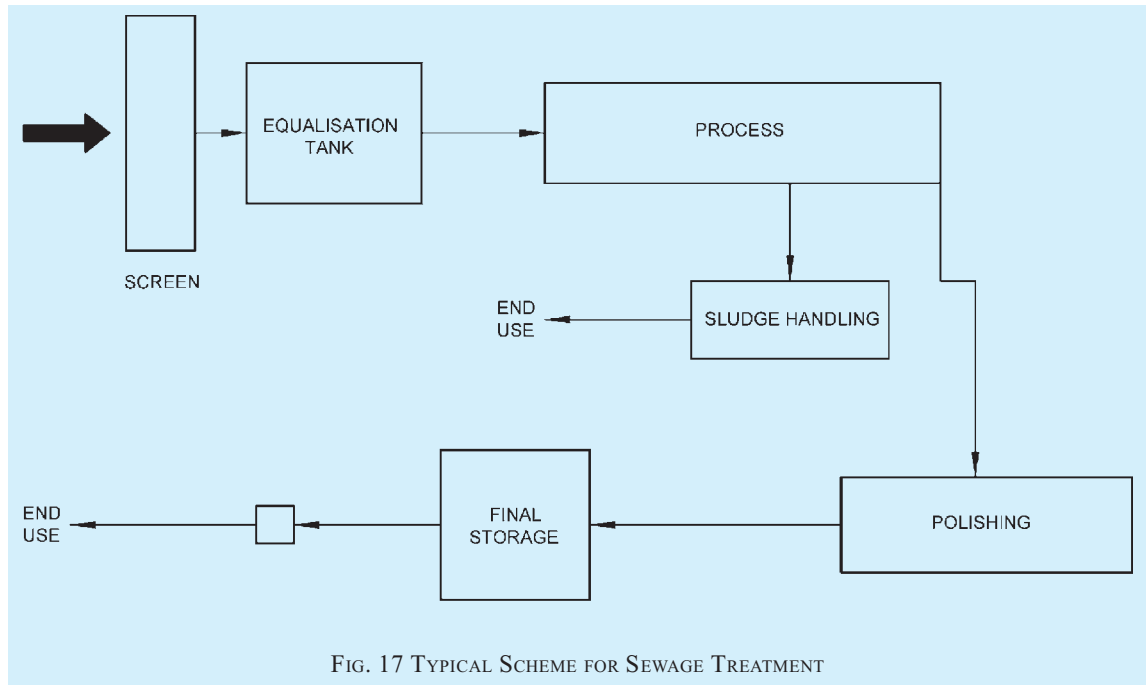 EQUALISATION
TANK
PROCESS
SCREEN
END
USE
SLUDGE HANDLING
END
USE
FINAL
STORAGE
POLISHING
FIG. 17 TYPICAL SCHEME FOR SEWAGE TREATMENT